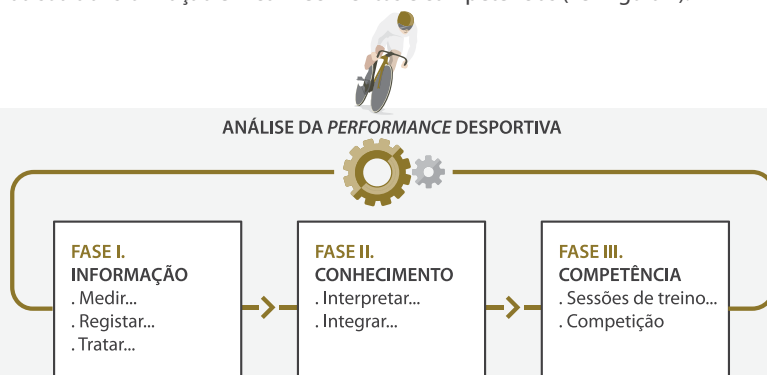 ANÁLISE DA PERFORMANCE DESPORTIVA
FASE I.
INFORMAÇÃO
. Medir...
. Registar...
. Tratar...
FASE II.
CONHECIMENTO
. Interpretar...
. Integrar...
FASE III.
COMPETÊNCIA
. Sessões de treino...
. Competição